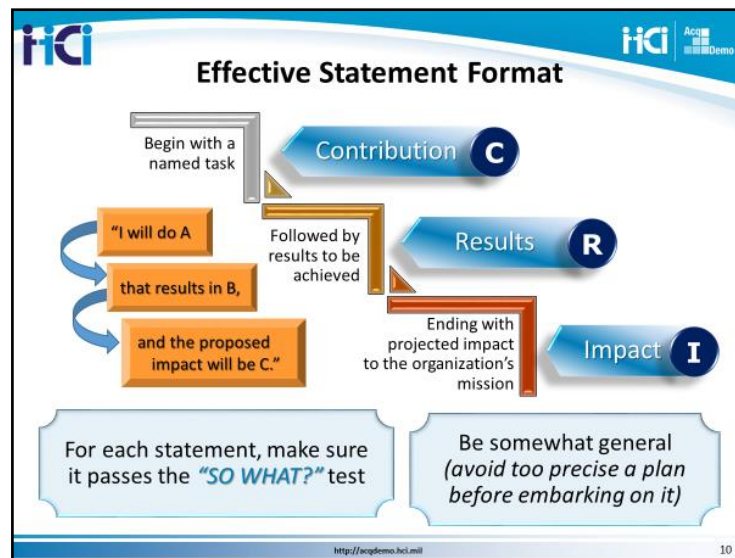 HCi
HCi
Acq
Demo
Effective Statement Format
Begin with a
named task
Contribution
C
"I will do A
that results in B,
and the proposed
impact will be C."
Followed by
results to be
achieved
Results
R
Ending with
projected impact
to the organization's
mission
Impact
I
For each statement, make sure
it passes the "SO WHAT?" test
Be somewhat general
(avoid too precise a plan
before embarking on it)
http://acqdemo.hci.mil
10